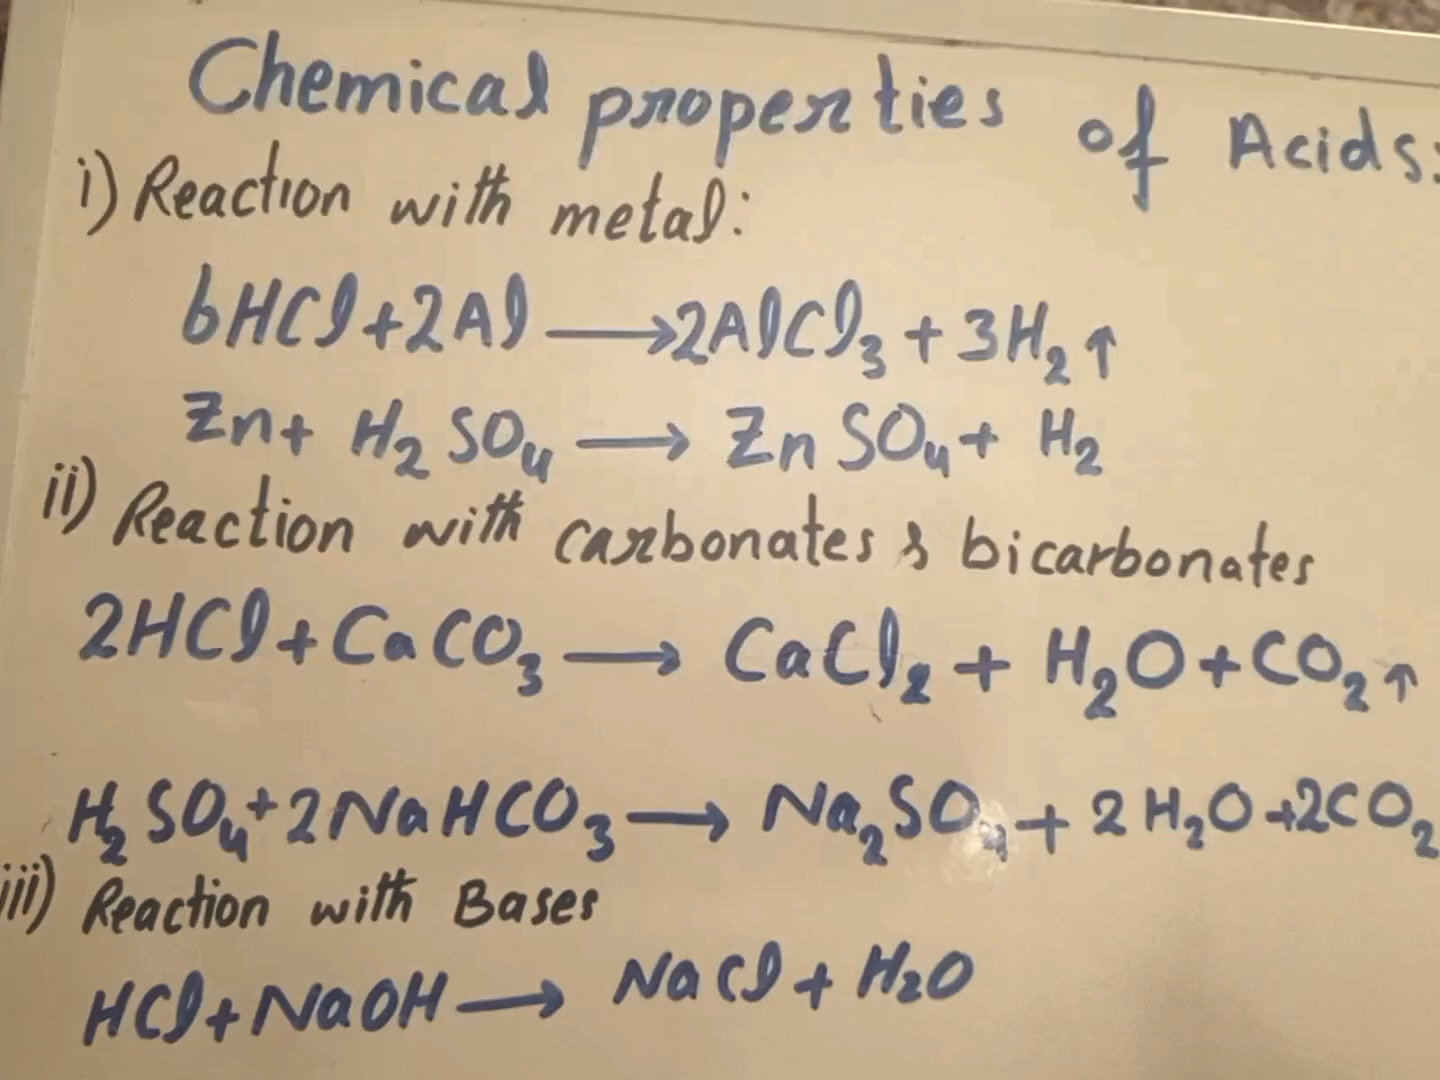 Chemical properties of Acids:
i) Reaction with metal:
6HCl+2Al ⟶ 2AlCl₃ + 3H₂↑
Zn + H₂SO₄ ⟶ ZnSO₄ + H₂
ii) Reaction with carbonates & bicarbonates
2HCl + CaCO₃ ⟶ CaCl₂ + H₂O + CO₂↑
H₂SO₄ + 2NaHCO₃ ⟶ Na₂SO₄ + 2H₂O + 2CO₂
iii) Reaction with Bases
HCl + NaOH ⟶ NaCl + H₂O